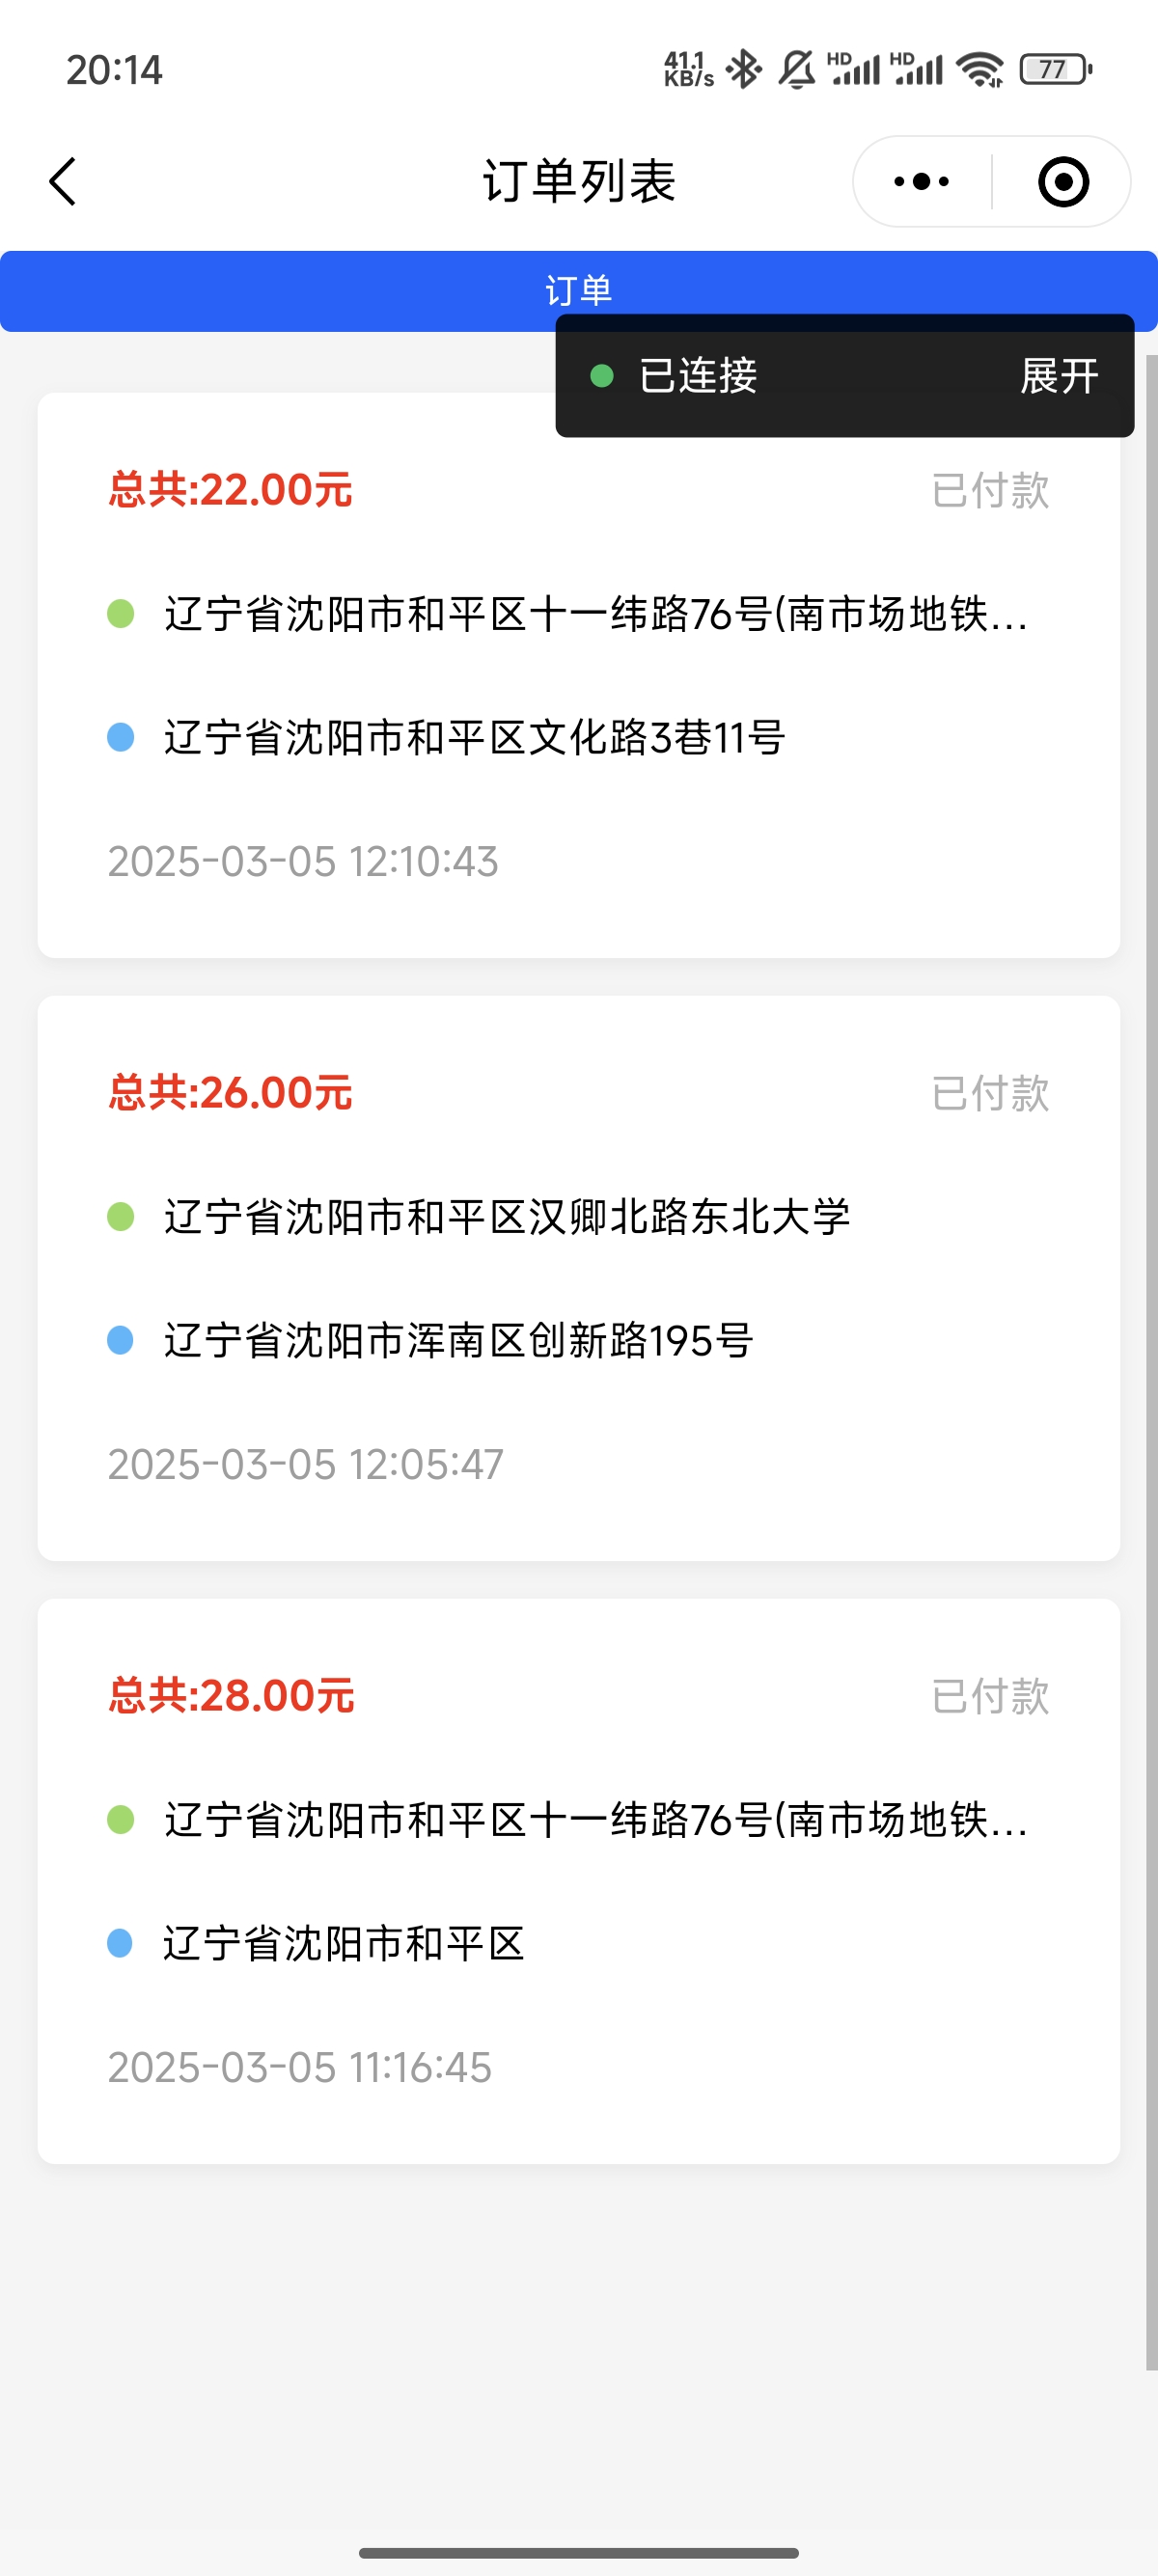 20:14
41.1
KB/s
HD
HD
77
订单列表
订单
已连接
展开
总共:22.00元
已付款
辽宁省沈阳市和平区十一纬路76号(南市场地铁...
辽宁省沈阳市和平区文化路3巷11号
2025-03-05 12:10:43
总共:26.00元
已付款
辽宁省沈阳市和平区汉卿北路东北大学
辽宁省沈阳市浑南区创新路195号
2025-03-05 12:05:47
总共:28.00元
已付款
辽宁省沈阳市和平区十一纬路76号(南市场地铁...
辽宁省沈阳市和平区
2025-03-05 11:16:45